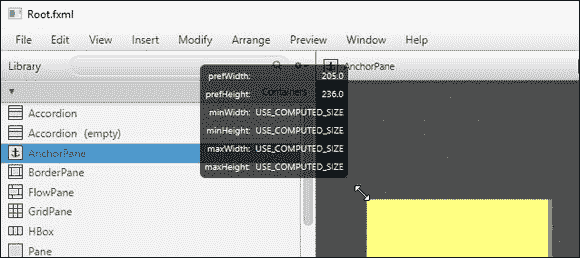 Root.fxml
File Edit View Insert Modify Arrange Preview Window Help
Library
AnchorPane
prefWidth: 205.0
prefHeight: 236.0
minWidth: USE_COMPUTED_SIZE
minHeight: USE_COMPUTED_SIZE
maxWidth: USE_COMPUTED_SIZE
maxHeight: USE_COMPUTED_SIZE
Containers
Accordion
Accordion (empty)
AnchorPane
BorderPane
FlowPane
GridPane
HBox
Pane